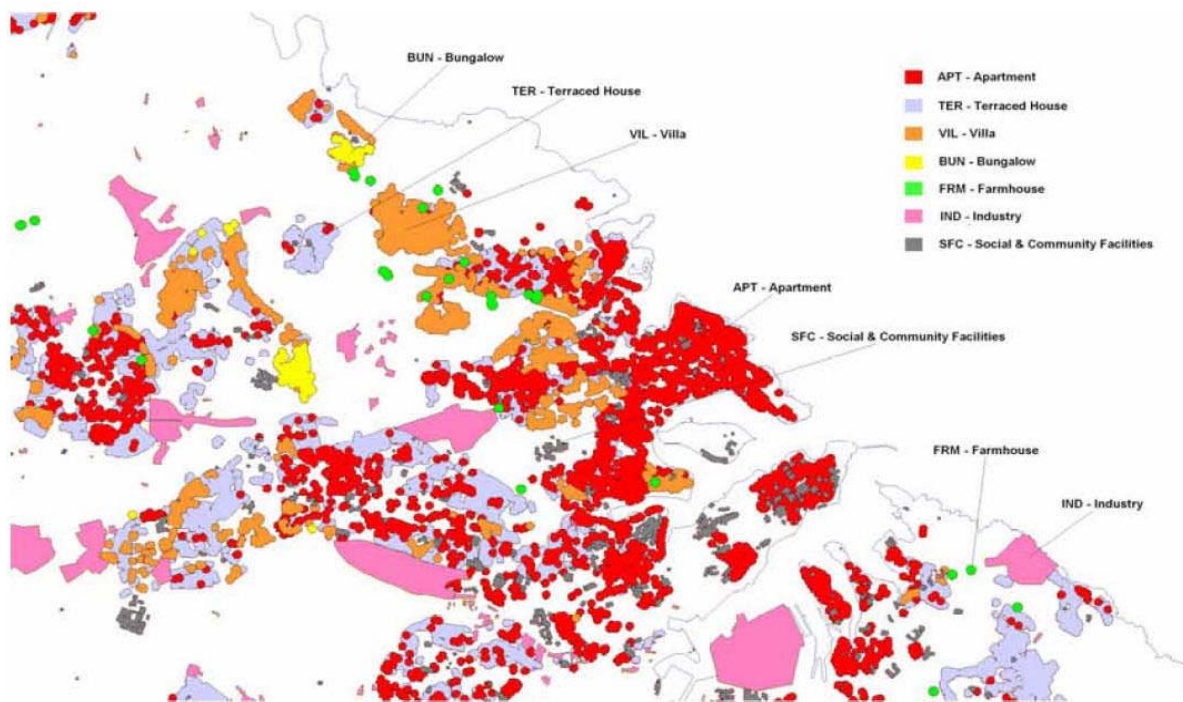 BUN - Bungalow
TER - Terraced House
VIL - Villa
APT - Apartment
TER - Terraced House
VIL - Villa
BUN - Bungalow
FRM - Farmhouse
IND - Industry
SFC - Social & Community Facilities
APT - Apartment
SFC - Social & Community Facilities
FRM - Farmhouse
IND - Industry